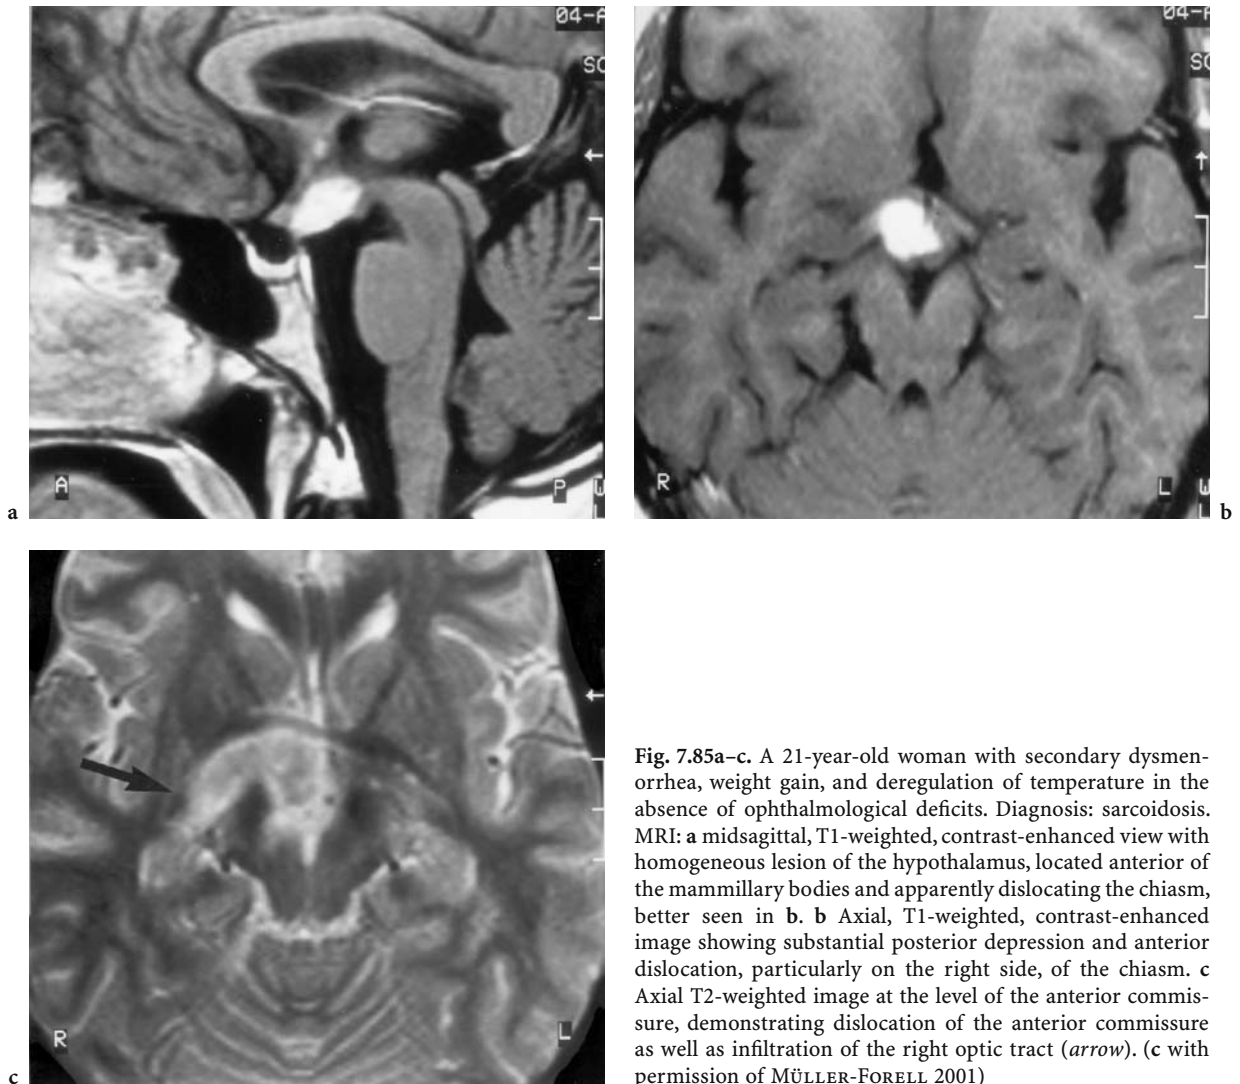 04-A
SC
A
P
W
L
a
04-A
SC
R
L
W
L
b
R
L
c
Fig. 7.85a–c. A 21-year-old woman with secondary dysmen-
orrhea, weight gain, and deregulation of temperature in the
absence of ophthalmological deficits. Diagnosis: sarcoidosis.
MRI: a midsagittal, T1-weighted, contrast-enhanced view with
homogeneous lesion of the hypothalamus, located anterior of
the mammillary bodies and apparently dislocating the chiasm,
better seen in b. b Axial, T1-weighted, contrast-enhanced
image showing substantial posterior depression and anterior
dislocation, particularly on the right side, of the chiasm. c
Axial T2-weighted image at the level of the anterior commis-
sure, demonstrating dislocation of the anterior commissure
as well as infiltration of the right optic tract (arrow). (c with
permission of MÜLLER-FORELL 2001)